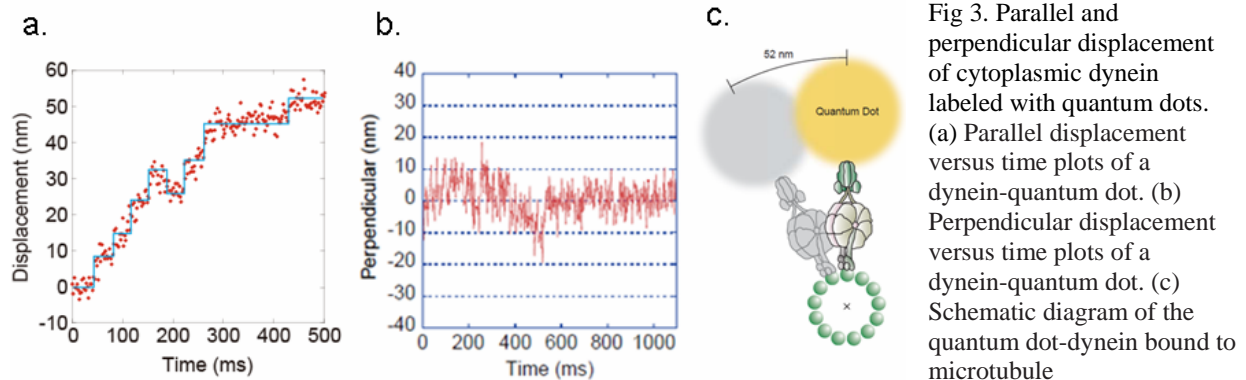 a.
60
50
40
30
20
10
0
-10
Displacement (nm)
0 100 200 300 400 500
Time (ms)
b.
40
30
20
10
0
-10
-20
-30
-40
Perpendicular (nm)
0 200 400 600 800 1000
Time (ms)
c.
52 nm
Quantum Dot
Fig 3. Parallel and
perpendicular displacement
of cytoplasmic dynein
labeled with quantum dots.
(a) Parallel displacement
versus time plots of a
dynein-quantum dot. (b)
Perpendicular displacement
versus time plots of a
dynein-quantum dot. (c)
Schematic diagram of the
quantum dot-dynein bound to
microtubule